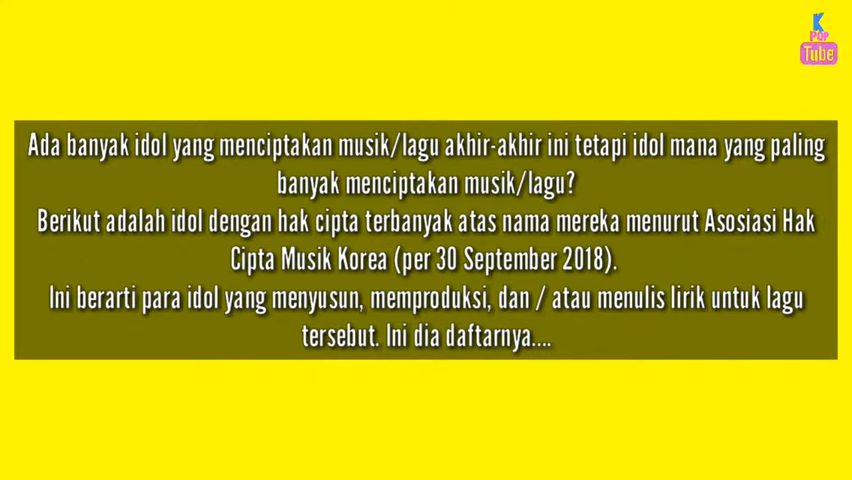 K
POP
Tube
Ada banyak idol yang menciptakan musik/lagu akhir-akhir ini tetapi idol mana yang paling
banyak menciptakan musik/lagu?
Berikut adalah idol dengan hak cipta terbanyak atas nama mereka menurut Asosiasi Hak
Cipta Musik Korea (per 30 September 2018).
Ini berarti para idol yang menyusun, memproduksi, dan / atau menulis lirik untuk lagu
tersebut. Ini dia daftarnya....